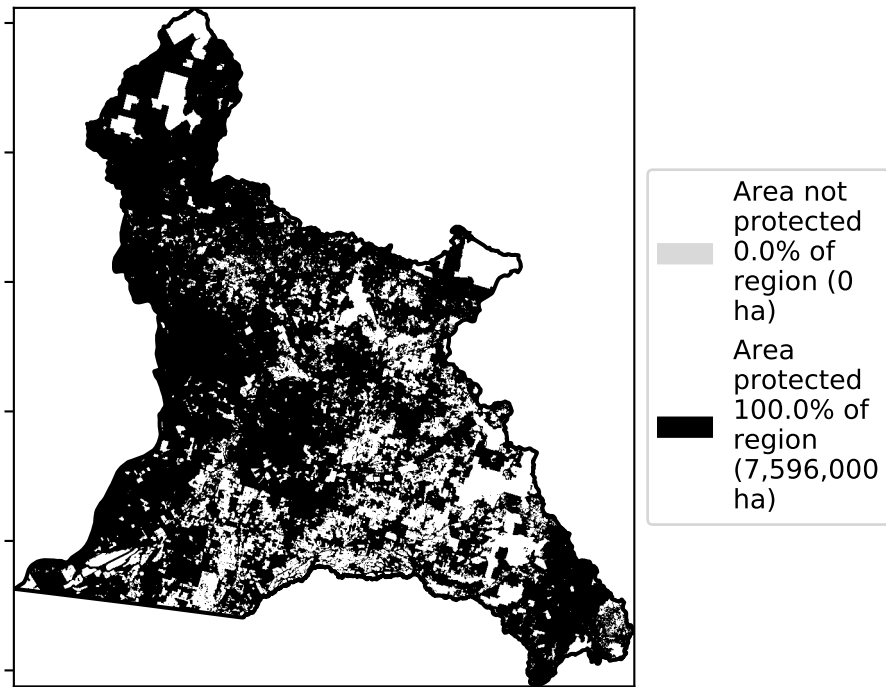 Area not
protected
0.0% of
region (0
ha)
Area
protected
100.0% of
region
(7,596,000
ha)